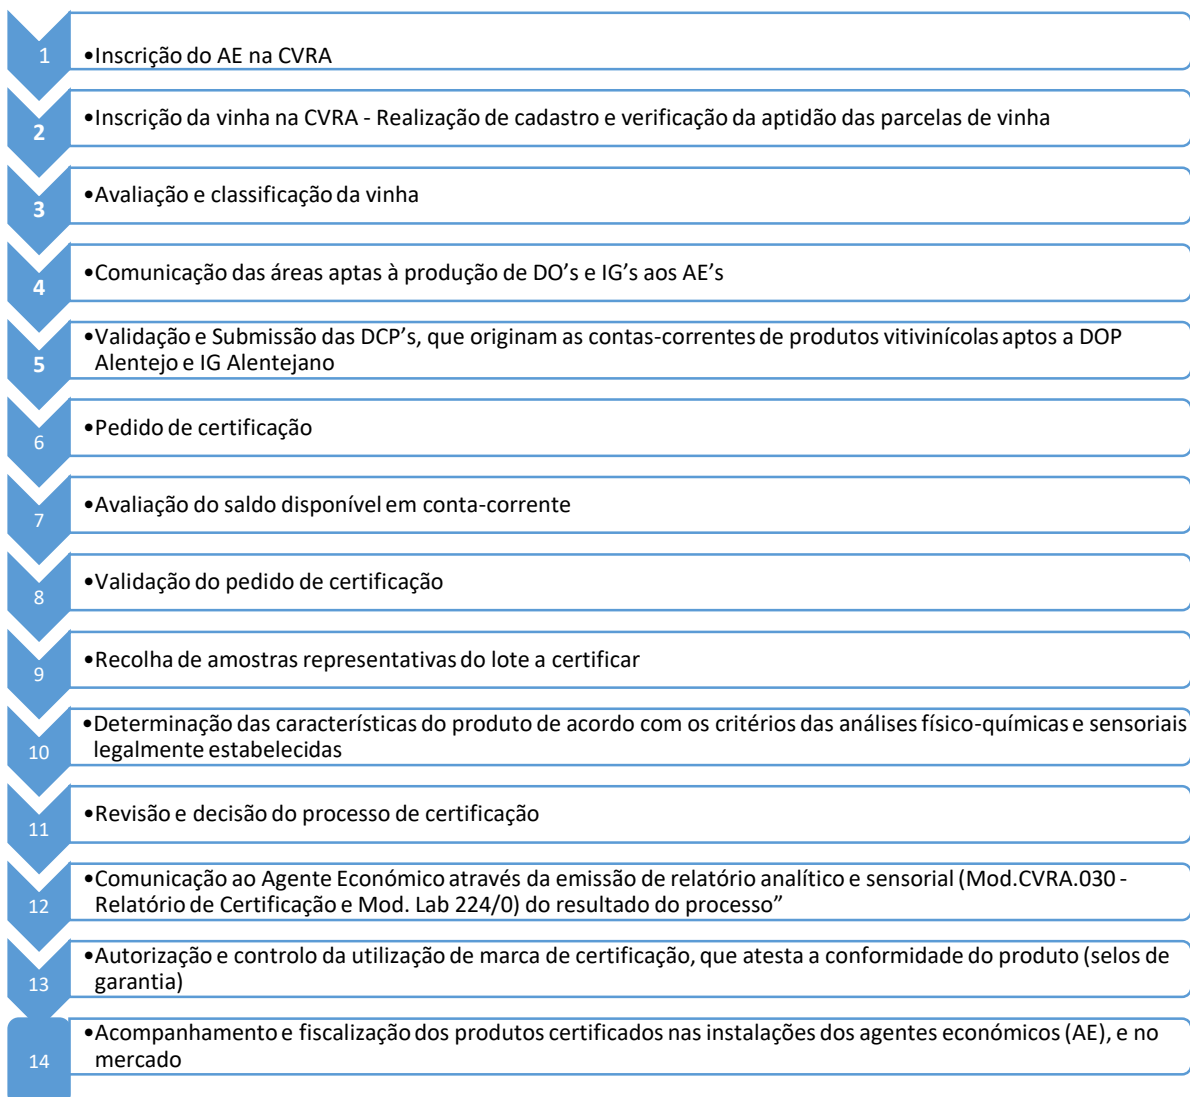 1
•Inscrição do AE na CVRA
2
•Inscrição da vinha na CVRA - Realização de cadastro e verificação da aptidão das parcelas de vinha
3
•Avaliação e classificação da vinha
4
•Comunicação das áreas aptas à produção de DO’s e IG’s aos AE’s
5
•Validação e Submissão das DCP’s, que originam as contas-correntes de produtos vitivinícolas aptos a DOP
Alentejo e IG Alentejano
6
•Pedido de certificação
7
•Avaliação do saldo disponível em conta-corrente
8
•Validação do pedido de certificação
9
•Recolha de amostras representativas do lote a certificar
10
•Determinação das características do produto de acordo com os critérios das análises físico-químicas e sensoriais
legalmente estabelecidas
11
•Revisão e decisão do processo de certificação
12
•Comunicação ao Agente Económico através da emissão de relatório analítico e sensorial (Mod.CVRA.030 -
Relatório de Certificação e Mod. Lab 224/0) do resultado do processo”
13
•Autorização e controlo da utilização de marca de certificação, que atesta a conformidade do produto (selos de
garantia)
14
•Acompanhamento e fiscalização dos produtos certificados nas instalações dos agentes económicos (AE), e no
mercado